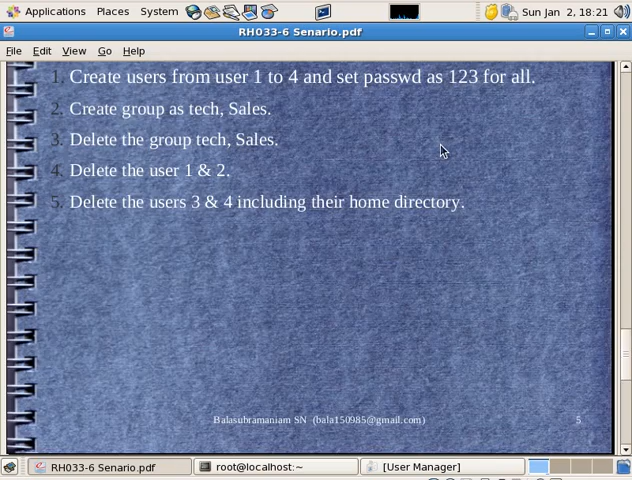 Applications Places System Sun Jan 2, 18:21
RH033-6 Senario.pdf
File Edit View Go Help
1. Create users from user 1 to 4 and set passwd as 123 for all.
2. Create group as tech, Sales.
3. Delete the group tech, Sales.
4. Delete the user 1 & 2.
5. Delete the users 3 & 4 including their home directory.
Balasubramaniam SN (bala150985@gmail.com) 5
RH033-6 Senario.pdf root@localhost:~ [User Manager]